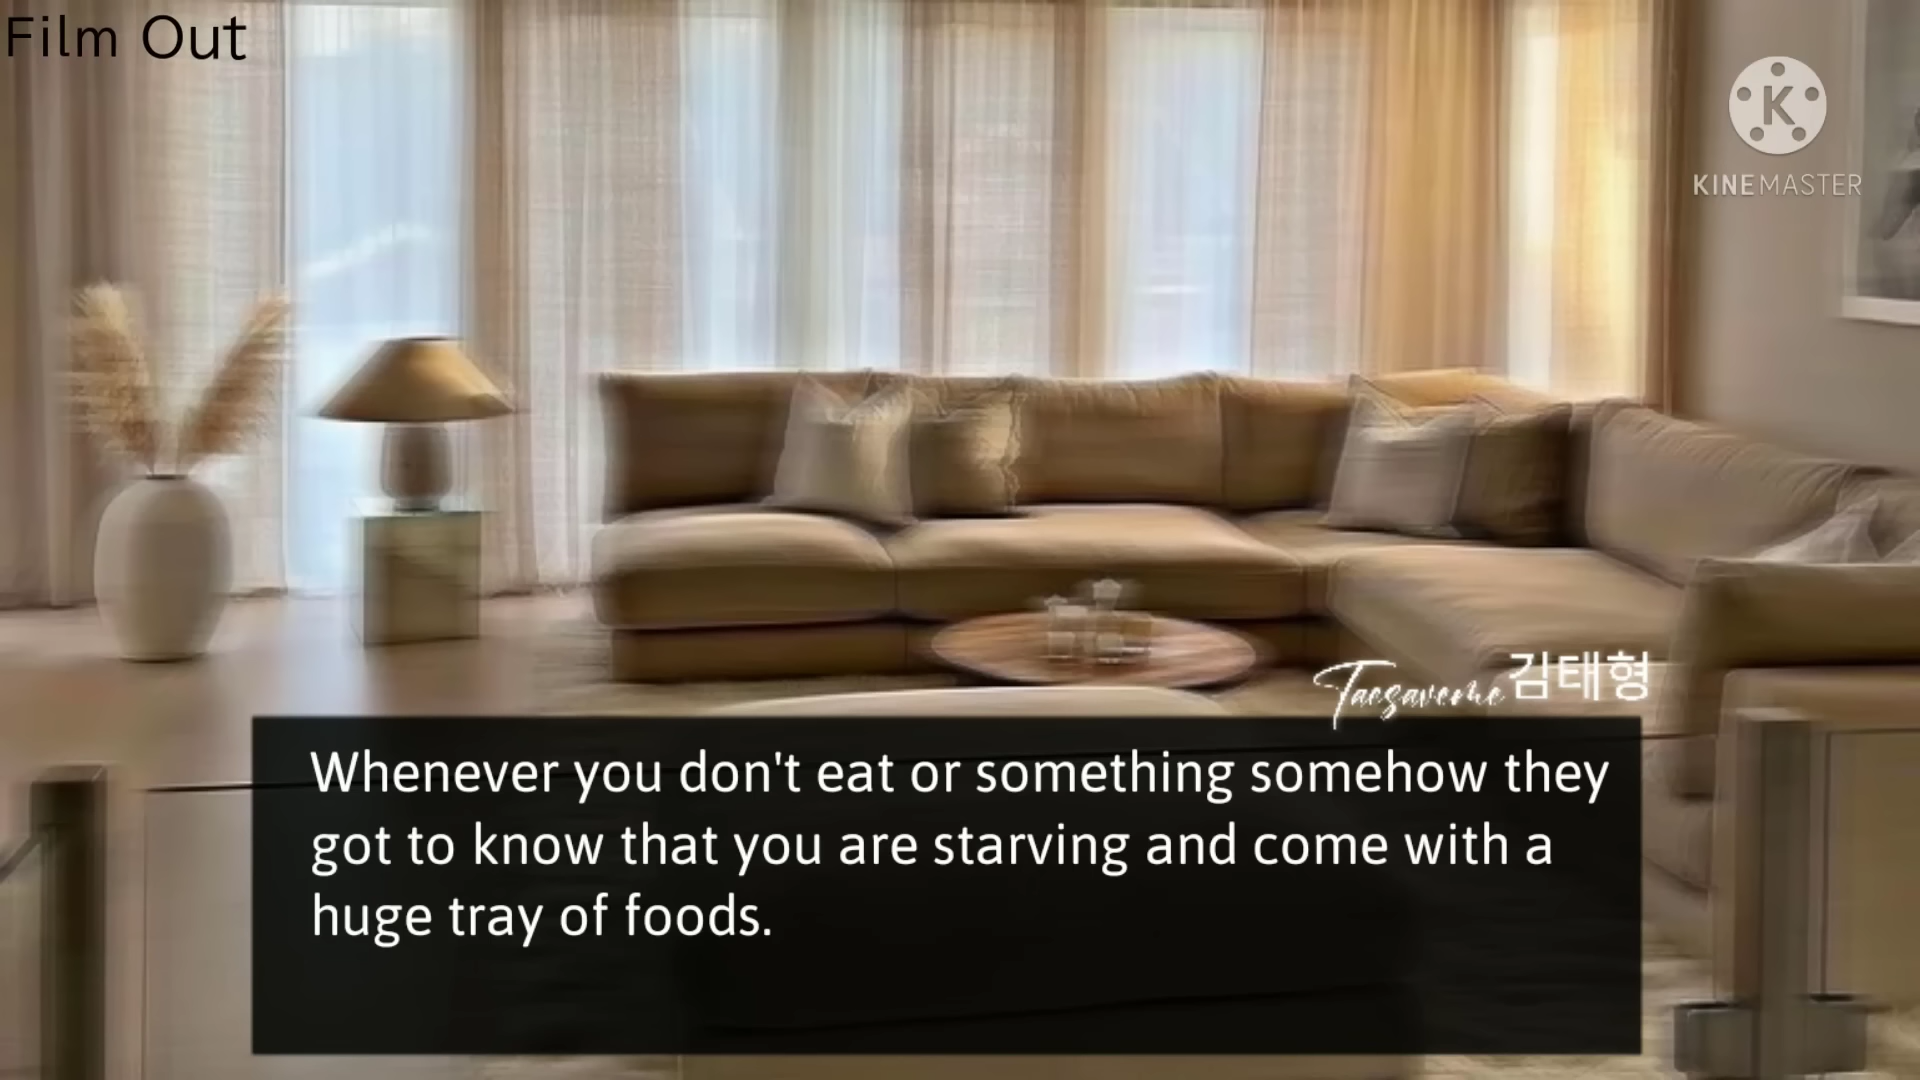 Film Out
KINEMASTER
Taesaveme 김태형
Whenever you don't eat or something somehow they
got to know that you are starving and come with a
huge tray of foods.